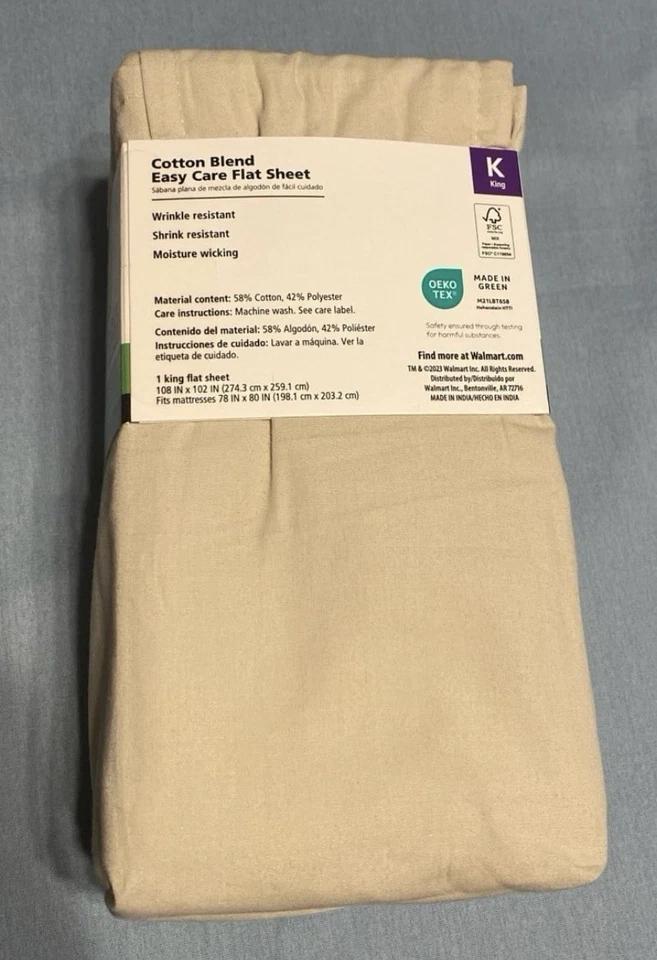 Cotton Blend
Easy Care Flat Sheet
Sábana plana de mezcla de algodón de fácil cuidado
Wrinkle resistant
Shrink resistant
Moisture wicking
Material content: 58% Cotton, 42% Polyester
Care instructions: Machine wash. See care label.
Contenido del material: 58% Algodón, 42% Poliéster
Instrucciones de cuidado: Lavar a máquina. Ver la
etiqueta de cuidado.
1 king flat sheet
108 IN x 102 IN (274.3 cm x 259.1 cm)
Fits mattresses 78 IN x 80 IN (198.1 cm x 203.2 cm)
K
King
FSC
MIX
OEKO
TEX®
MADE IN
GREEN
Safety ensured through testing
for harmful substances.
Find more at Walmart.com
TM & ©2023 Walmart Inc. All Rights Reserved.
Distributed by/Distribuido por
Walmart Inc., Bentonville, AR 72716
MADE IN INDIA/HECHO EN INDIA